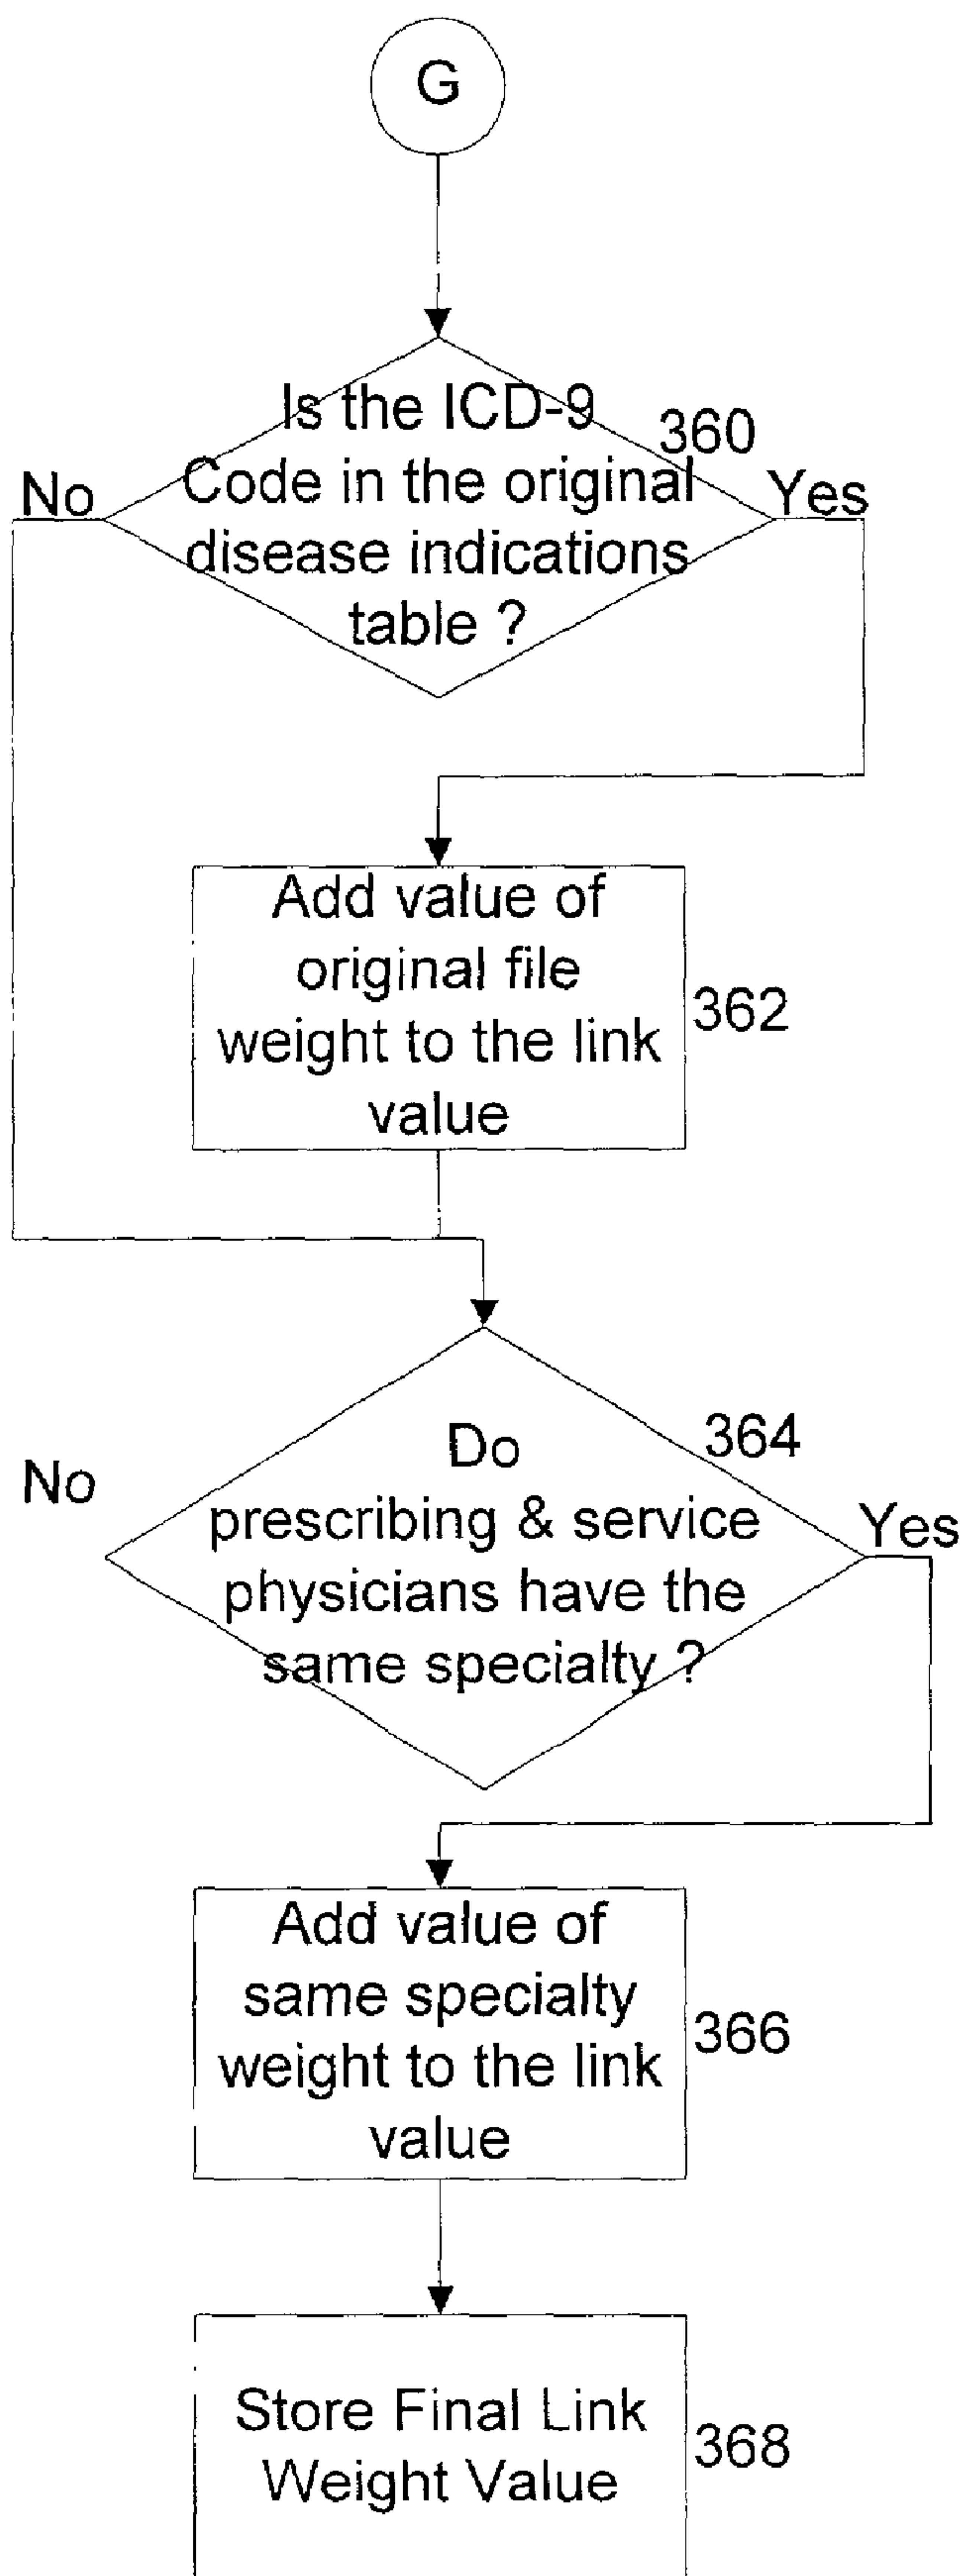 G
Is the ICD-9
360
No
Code in the original
Yes
disease indications
table ?
Add value of
original file
362
weight to the link
value
Do
364
No
prescribing & service
Yes
physicians have the
same specialty ?
Add value of
same specialty
366
weight to the link
value
Store Final Link
368
Weight Value